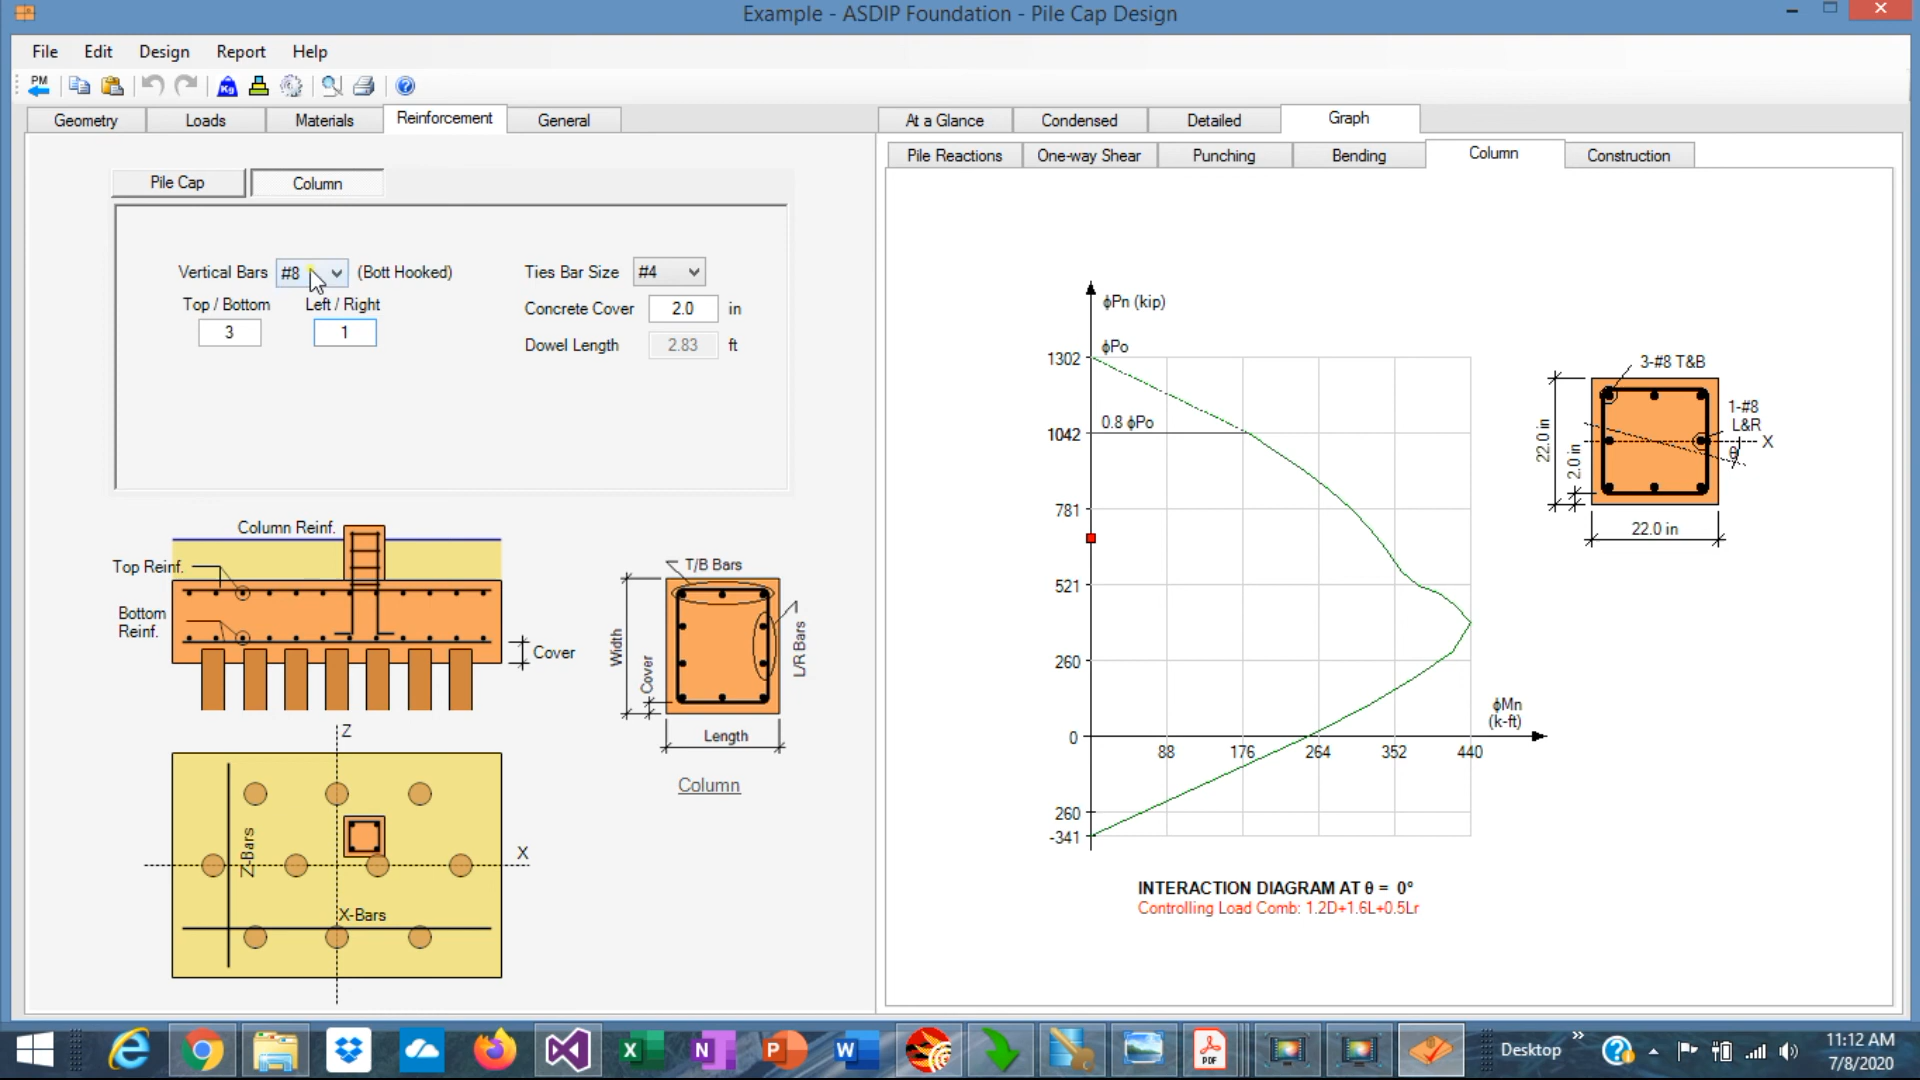 Example - ASDIP Foundation - Pile Cap Design
File Edit Design Report Help
PM Kg
Geometry Loads Materials Reinforcement General
At a Glance Condensed Detailed Graph
Pile Reactions One-way Shear Punching Bending Column Construction
Pile Cap Column
Vertical Bars #8 (Bott Hooked)
Top / Bottom Left / Right
3 1
Ties Bar Size #4
Concrete Cover 2.0 in
Dowel Length 2.83 ft
Column Reinf.
Top Reinf.
Bottom
Reinf.
Cover
T/B Bars
Width
Cover
L/R Bars
Length
Column
Z
X
Z-Bars
X-Bars
ϕPn (kip)
1302 ϕPo
1042 0.8 ϕPo
781
521
260
0
260
-341
88 176 264 352 440
ϕMn
(k-ft)
3-#8 T&B
1-#8
L&R
X
θ
22.0 in
2.0 in
22.0 in
INTERACTION DIAGRAM AT θ = 0°
Controlling Load Comb: 1.2D+1.6L+0.5Lr
Desktop
11:12 AM
7/8/2020
PDF